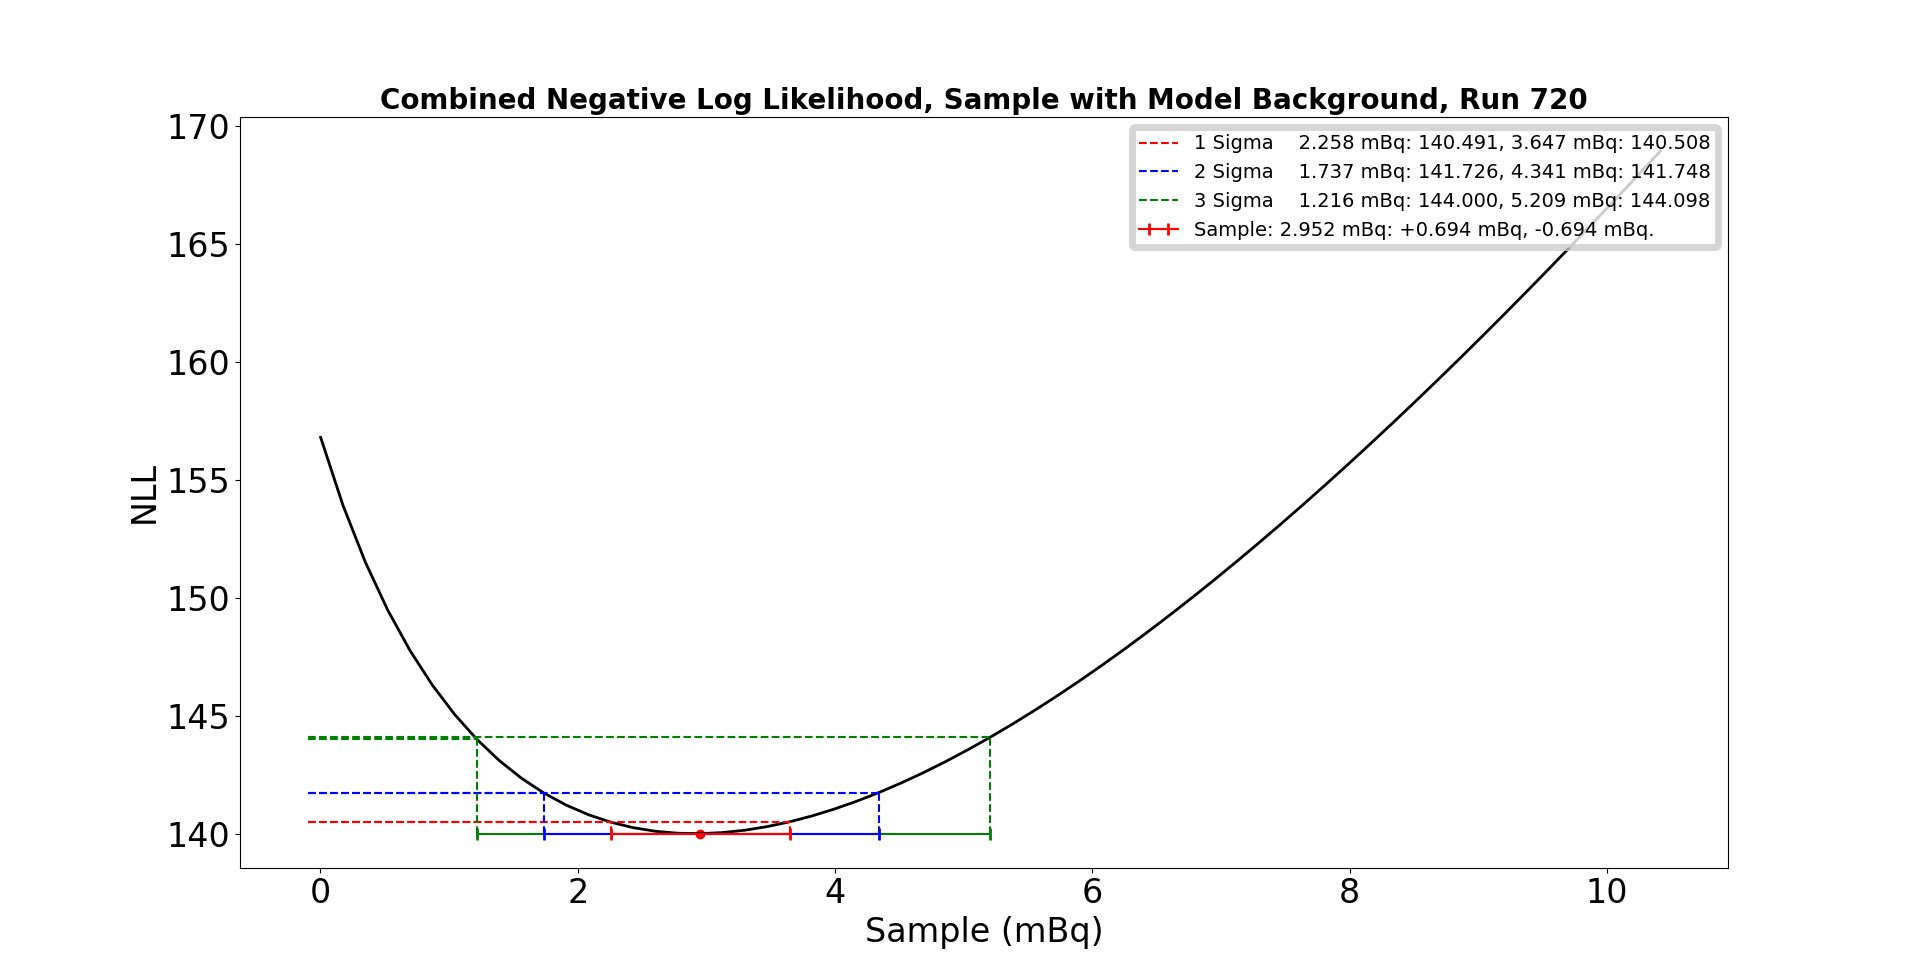 Combined Negative Log Likelihood, Sample with Model Background, Run 720
170
165
160
155
150
145
140
NLL
1 Sigma    2.258 mBq: 140.491, 3.647 mBq: 140.508
2 Sigma    1.737 mBq: 141.726, 4.341 mBq: 141.748
3 Sigma    1.216 mBq: 144.000, 5.209 mBq: 144.098
Sample: 2.952 mBq: +0.694 mBq, -0.694 mBq.
0 2 4 6 8 10
Sample (mBq)